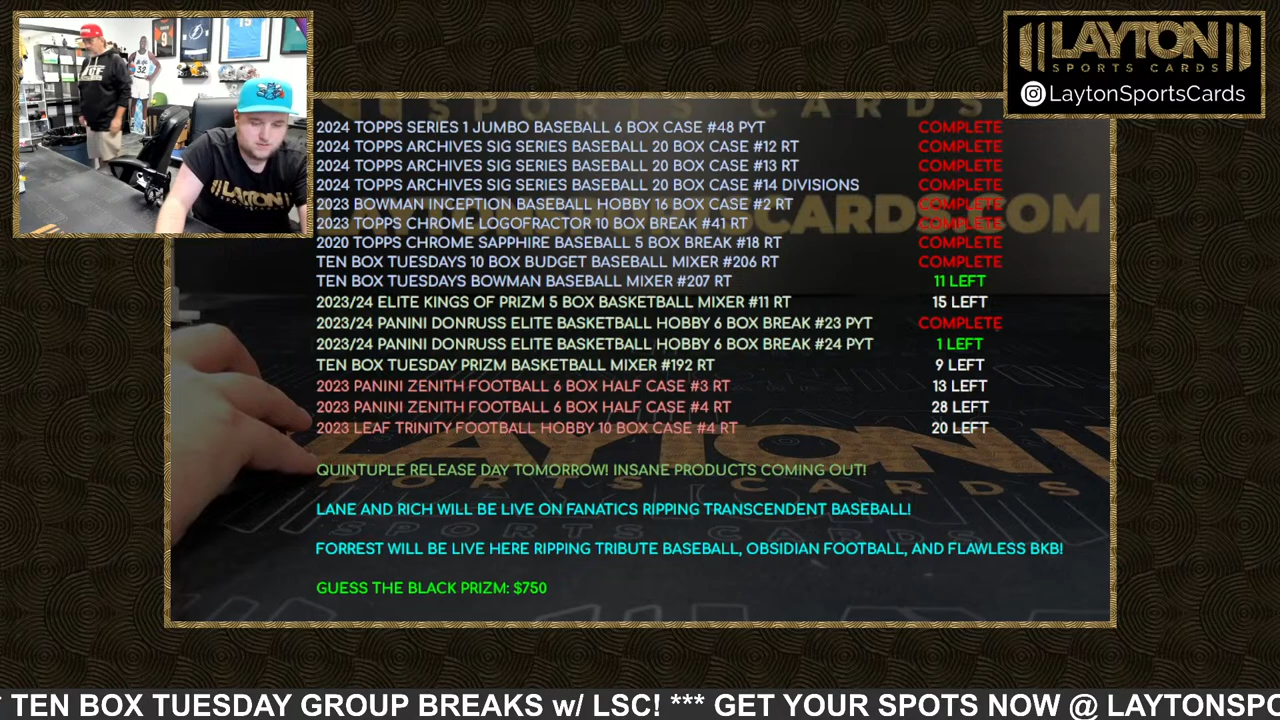 LAYTON
SPORTS CARDS
LaytonSportsCards
SPORTS CARDS
2024 TOPPS SERIES 1 JUMBO BASEBALL 6 BOX CASE #48 PYT COMPLETE
2024 TOPPS ARCHIVES SIG SERIES BASEBALL 20 BOX CASE #12 RT COMPLETE
2024 TOPPS ARCHIVES SIG SERIES BASEBALL 20 BOX CASE #13 RT COMPLETE
2024 TOPPS ARCHIVES SIG SERIES BASEBALL 20 BOX CASE #14 DIVISIONS COMPLETE
2023 BOWMAN INCEPTION BASEBALL HOBBY 16 BOX CASE #2 RT COMPLETE
2023 TOPPS CHROME LOGOFRACTOR 10 BOX BREAK #41 RT COMPLETE
2020 TOPPS CHROME SAPPHIRE BASEBALL 5 BOX BREAK #18 RT COMPLETE
TEN BOX TUESDAYS 10 BOX BUDGET BASEBALL MIXER #206 RT COMPLETE
TEN BOX TUESDAYS BOWMAN BASEBALL MIXER #207 RT 11 LEFT
2023/24 ELITE KINGS OF PRIZM 5 BOX BASKETBALL MIXER #11 RT 15 LEFT
2023/24 PANINI DONRUSS ELITE BASKETBALL HOBBY 6 BOX BREAK #23 PYT COMPLETE
2023/24 PANINI DONRUSS ELITE BASKETBALL HOBBY 6 BOX BREAK #24 PYT 1 LEFT
TEN BOX TUESDAY PRIZM BASKETBALL MIXER #192 RT 9 LEFT
2023 PANINI ZENITH FOOTBALL 6 BOX HALF CASE #3 RT 13 LEFT
2023 PANINI ZENITH FOOTBALL 6 BOX HALF CASE #4 RT 28 LEFT
2023 LEAF TRINITY FOOTBALL HOBBY 10 BOX CASE #4 RT 20 LEFT
QUINTUPLE RELEASE DAY TOMORROW! INSANE PRODUCTS COMING OUT!
LANE AND RICH WILL BE LIVE ON FANATICS RIPPING TRANSCENDENT BASEBALL!
FORREST WILL BE LIVE HERE RIPPING TRIBUTE BASEBALL, OBSIDIAN FOOTBALL, AND FLAWLESS BKB!
GUESS THE BLACK PRIZM: $750
* TEN BOX TUESDAY GROUP BREAKS w/ LSC! *** GET YOUR SPOTS NOW @ LAYTONSPO